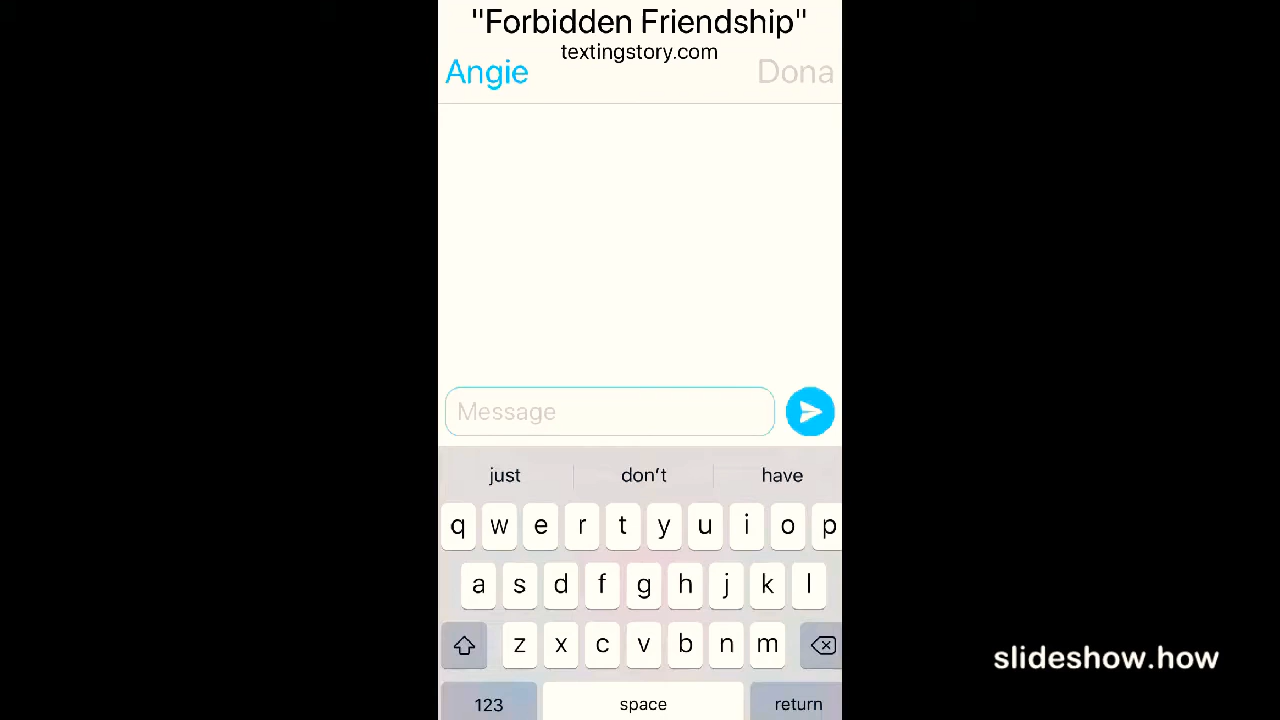 "Forbidden Friendship"
textingstory.com
Angie Dona
Message
just don't have
q w e r t y u i o p
a s d f g h j k l
z x c v b n m
slideshow.how
123 space return